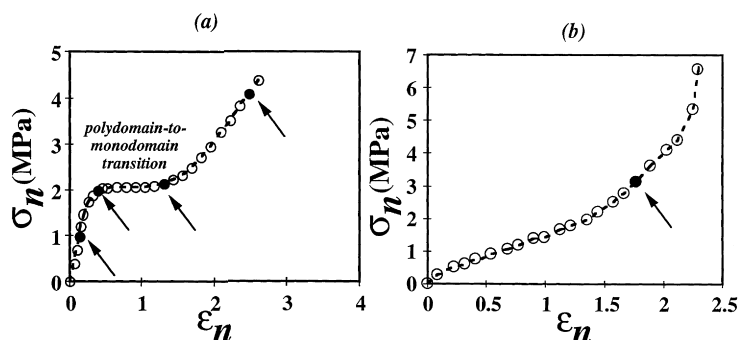 (a)
5
4
3
2
1
0
σn(MPa)
polydomain-to-
monodomain
transition
0 1 2 3 4
εn
(b)
7
6
5
4
3
2
1
0
σn(MPa)
0 0.5 1 1.5 2 2.5
εn